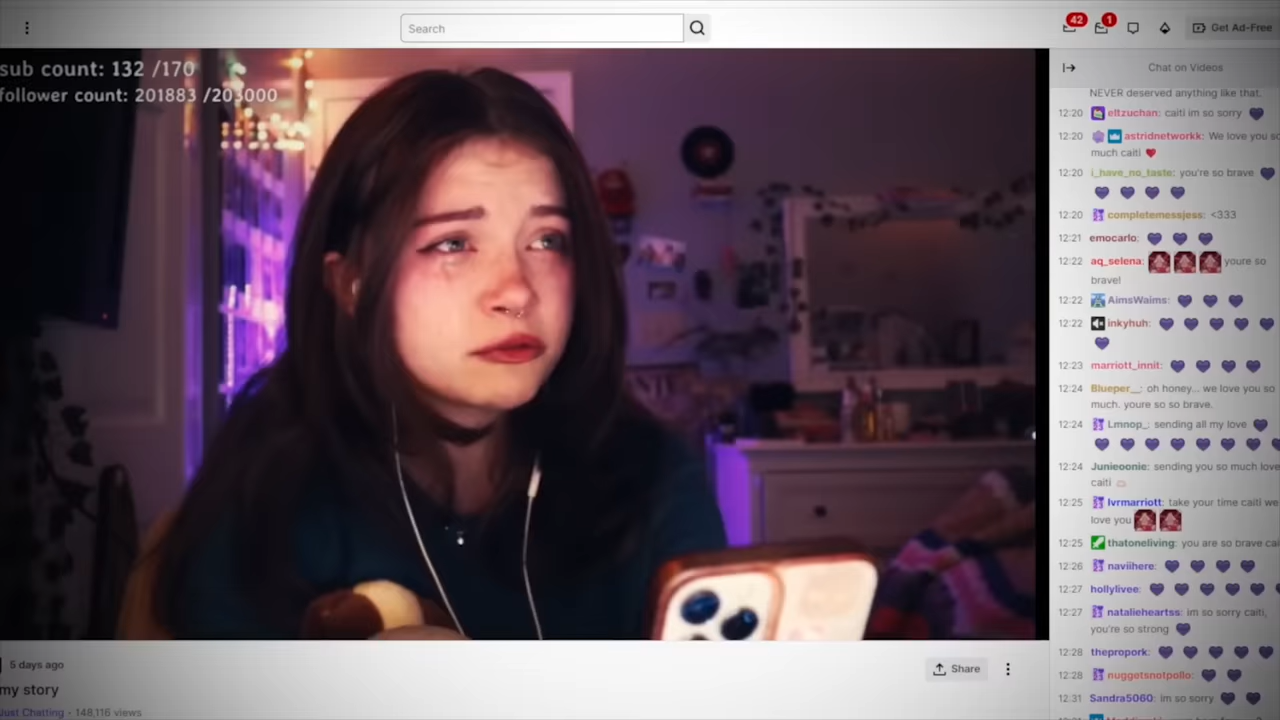 Search
42
1
Get Ad-Free
sub count: 132 /170
follower count: 201883 /203000
Chat on Videos
NEVER deserved anything like that.
12:20 eltzuchan: caiti im so sorry
12:20 astridnetworkk: We love you so
much caiti
12:20 i_have_no_taste: you're so brave
12:20 completemessjess: <333
12:21 emocarlo:
12:22 aq_selena: youre so
brave!
12:22 AimsWaims:
12:22 inkyhuh:
12:23 marriott_innit:
12:24 Blueper__: oh honey... we love you so
much. youre so so brave.
12:24 Lmnop_: sending all my love
12:24 Junieoonie: sending you so much love
caiti
12:25 lvrmarriott: take your time caiti we
love you
12:25 thatoneliving: you are so brave cai
12:26 naviihere:
12:27 hollylivee:
12:27 natalieheartss: im so sorry caiti,
you're so strong
12:28 thepropork:
12:28 nuggetsnotpollo:
12:31 Sandra5060: im so sorry
5 days ago
Share
my story
Just Chatting • 148,116 views